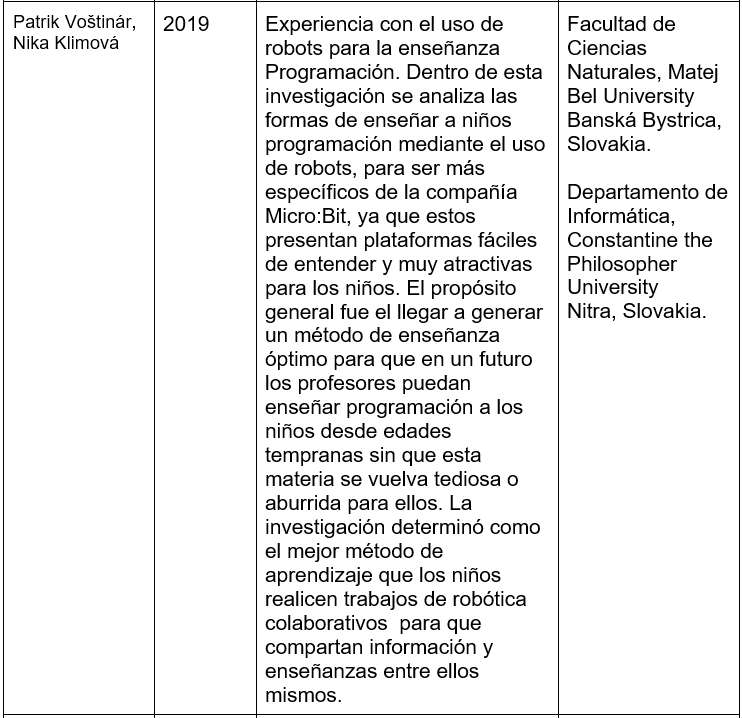 Patrik Voštinár,
Nika Klimová
2019
Experiencia con el uso de
robots para la enseñanza
Programación. Dentro de esta
investigación se analiza las
formas de enseñar a niños
programación mediante el uso
de robots, para ser más
específicos de la compañía
Micro:Bit, ya que estos
presentan plataformas fáciles
de entender y muy atractivas
para los niños. El propósito
general fue el llegar a generar
un método de enseñanza
óptimo para que en un futuro
los profesores puedan
enseñar programación a los
niños desde edades
tempranas sin que esta
materia se vuelva tediosa o
aburrida para ellos. La
investigación determinó como
el mejor método de
aprendizaje que los niños
realicen trabajos de robótica
colaborativos  para que
compartan información y
enseñanzas entre ellos
mismos.
Facultad de
Ciencias
Naturales, Matej
Bel University
Banská Bystrica,
Slovakia.
Departamento de
Informática,
Constantine the
Philosopher
University
Nitra, Slovakia.